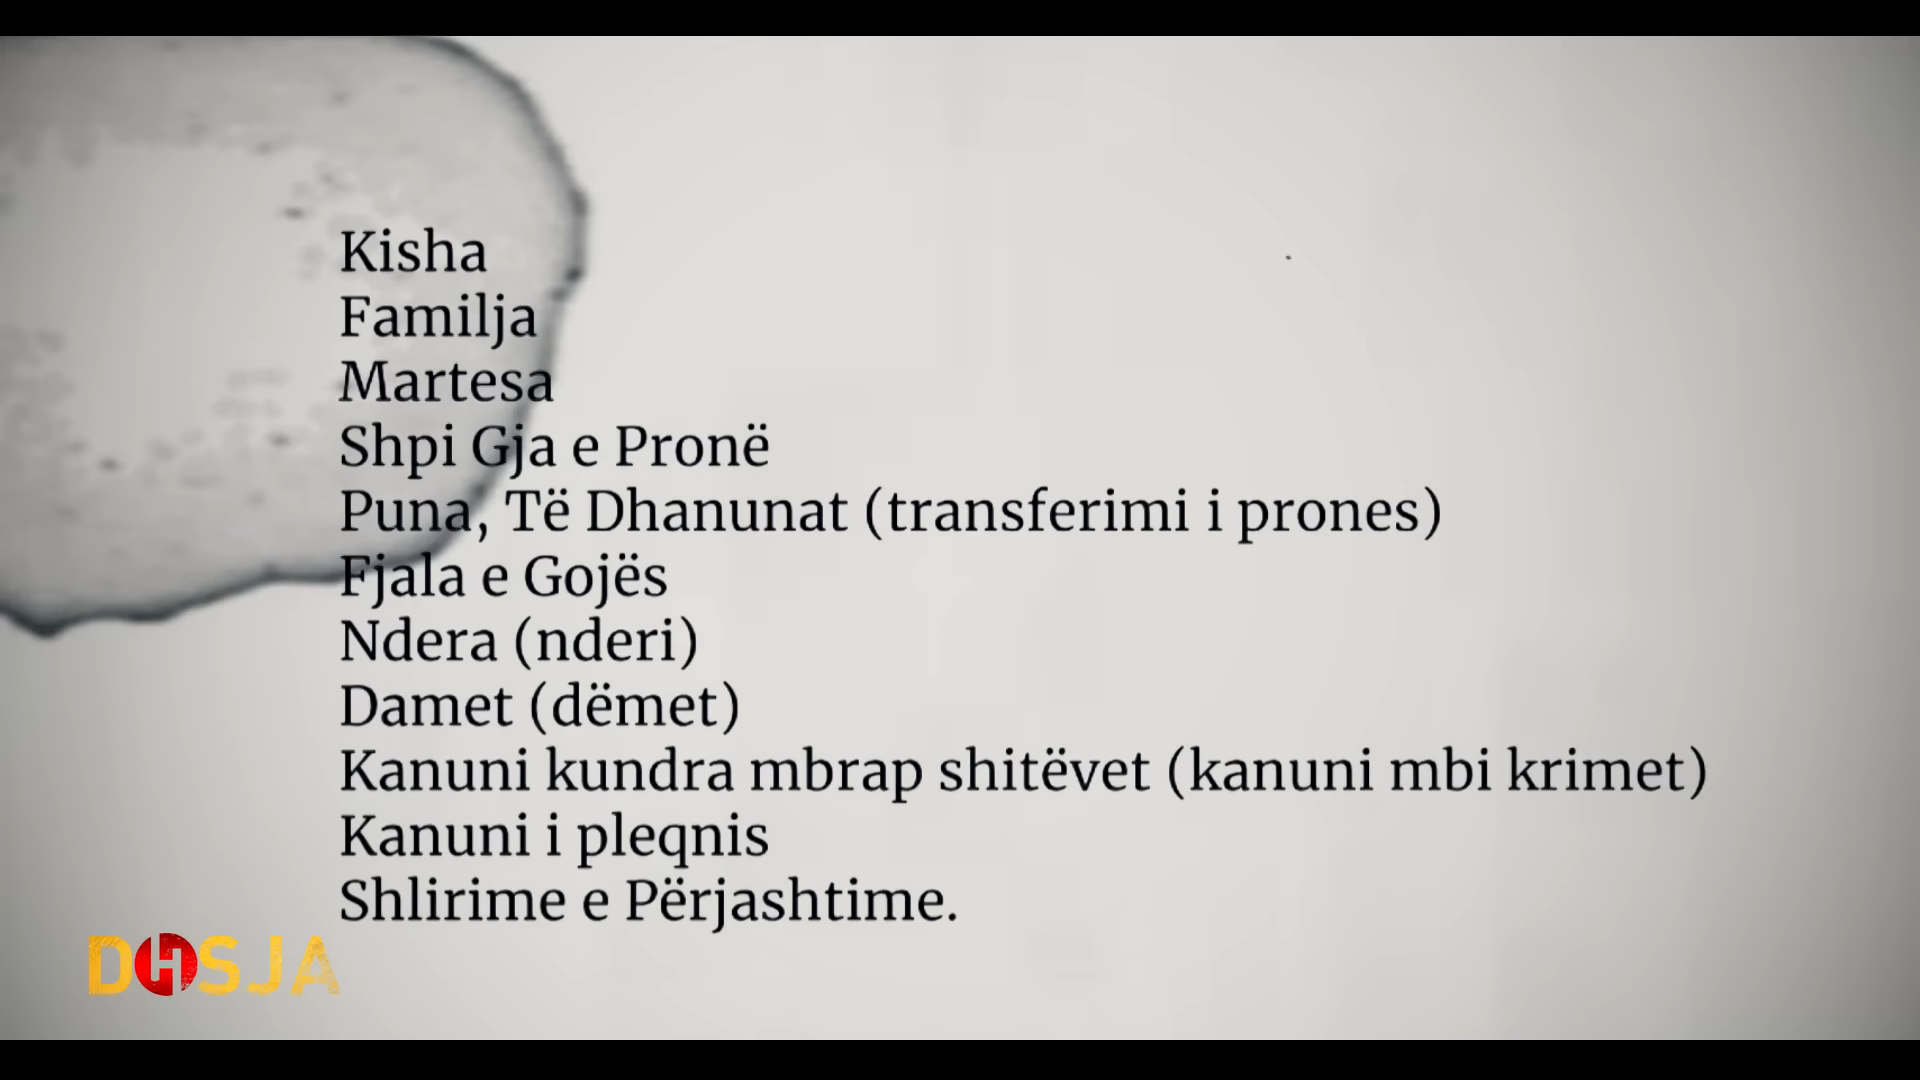 Kisha
Familja
Martesa
Shpi Gja e Pronë
Puna, Të Dhanunat (transferimi i prones)
Fjala e Gojës
Ndera (nderi)
Damet (dëmet)
Kanuni kundra mbrap shitëvet (kanuni mbi krimet)
Kanuni i pleqnis
Shlirime e Përjashtime.
DOSJA